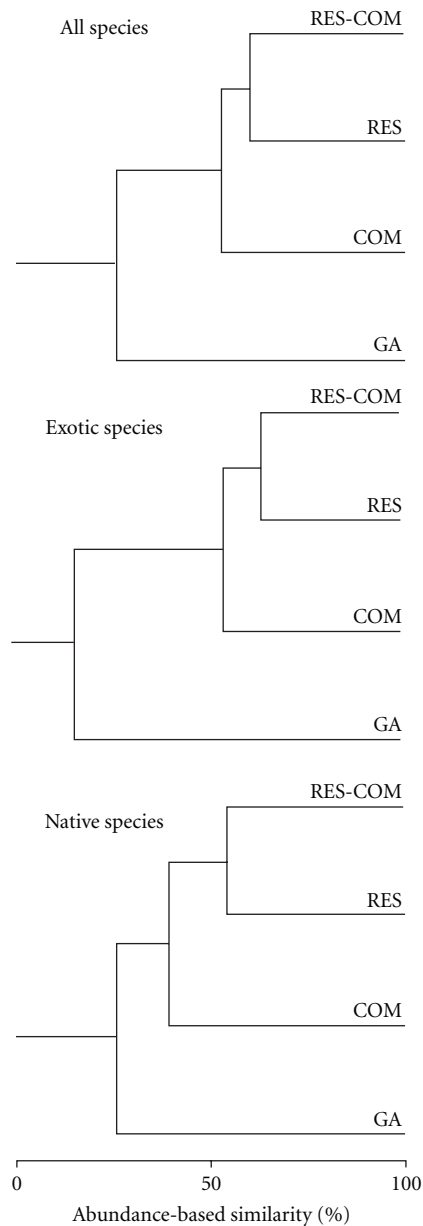 All species
RES-COM
RES
COM
GA
Exotic species
RES-COM
RES
COM
GA
Native species
RES-COM
RES
COM
GA
0 50 100
Abundance-based similarity (%)